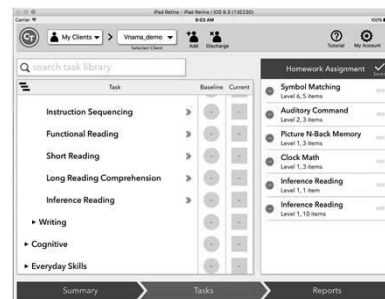 iPad Retina - iPad Retina / iOS 9.3 (13E230)
Carrier
9:03 AM
100%
CT
My Clients
>
Vnama_demo
Selected Client
Add
Discharge
Tutorial
My Account
search task library
Task
Baseline
Current
Instruction Sequencing
Functional Reading
Short Reading
Long Reading Comprehension
Inference Reading
Writing
Cognitive
Everyday Skills
Homework Assignment
Symbol Matching
Level 6, 5 items
Auditory Command
Level 2, 3 items
Picture N-Back Memory
Level 1, 3 items
Clock Math
Level 1, 3 items
Inference Reading
Level 1, 1 item
Inference Reading
Level 1, 10 items
Summary
Tasks
Reports